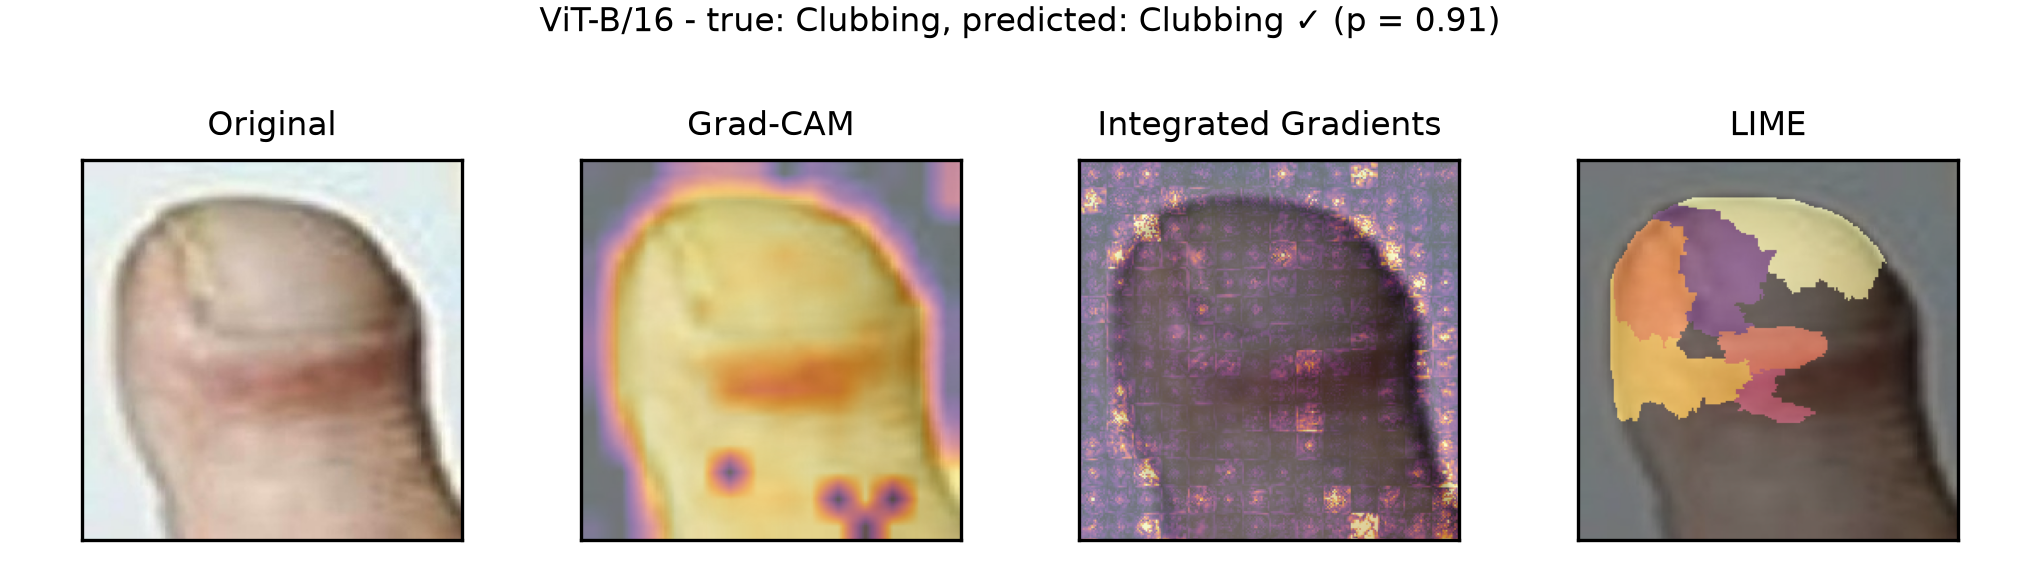 ViT-B/16 - true: Clubbing, predicted: Clubbing ✓ (p = 0.91)
Original
Grad-CAM
Integrated Gradients
LIME